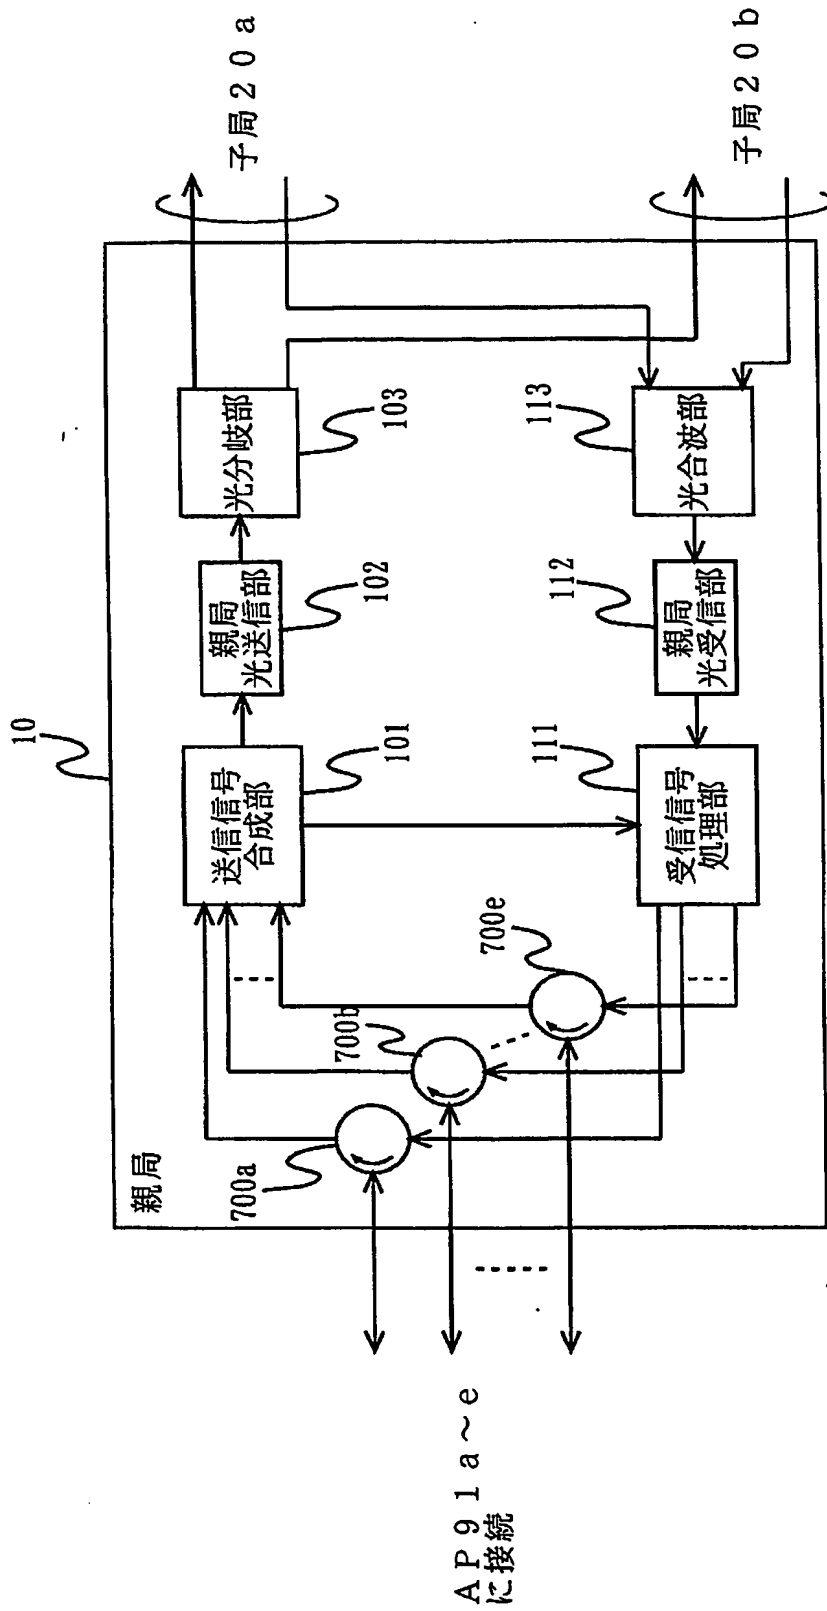 10
親局
送信信号
合成部
101
親局
光送信部
102
光分岐部
103
子局20a
700a
700b
700e
受信信号
処理部
111
親局
光受信部
112
光合波部
113
子局20b
AP91a～e
に接続